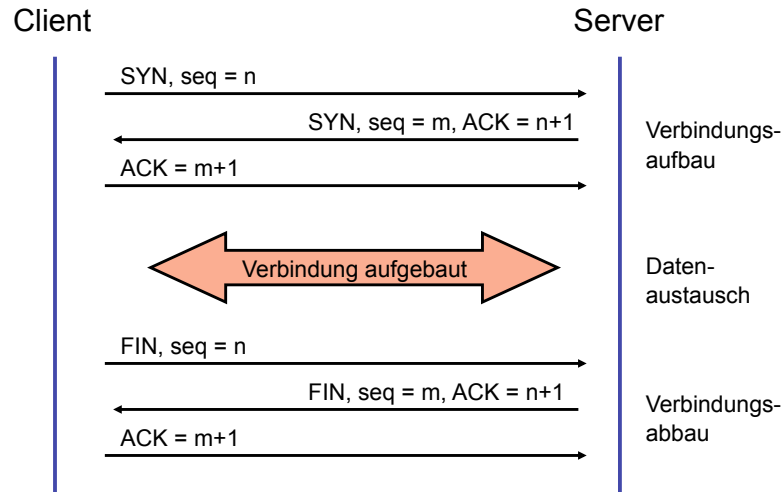 Client
Server
SYN, seq = n
SYN, seq = m, ACK = n+1
Verbindungs-
aufbau
ACK = m+1
Verbindung aufgebaut
Daten-
austausch
FIN, seq = n
FIN, seq = m, ACK = n+1
Verbindungs-
abbau
ACK = m+1